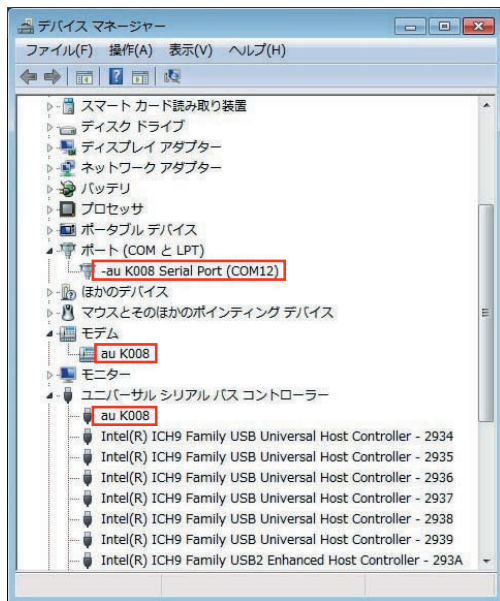 デバイス マネージャー
ファイル(F) 操作(A) 表示(V) ヘルプ(H)
スマート カード読み取り装置
ディスク ドライブ
ディスプレイ アダプター
ネットワーク アダプター
バッテリ
プロセッサ
ポータブル デバイス
ポート (COM と LPT)
-au K008 Serial Port (COM12)
ほかのデバイス
マウスとそのほかのポインティング デバイス
モデム
au K008
モニター
ユニバーサル シリアル バス コントローラー
au K008
Intel(R) ICH9 Family USB Universal Host Controller - 2934
Intel(R) ICH9 Family USB Universal Host Controller - 2935
Intel(R) ICH9 Family USB Universal Host Controller - 2936
Intel(R) ICH9 Family USB Universal Host Controller - 2937
Intel(R) ICH9 Family USB Universal Host Controller - 2938
Intel(R) ICH9 Family USB Universal Host Controller - 2939
Intel(R) ICH9 Family USB2 Enhanced Host Controller - 293A